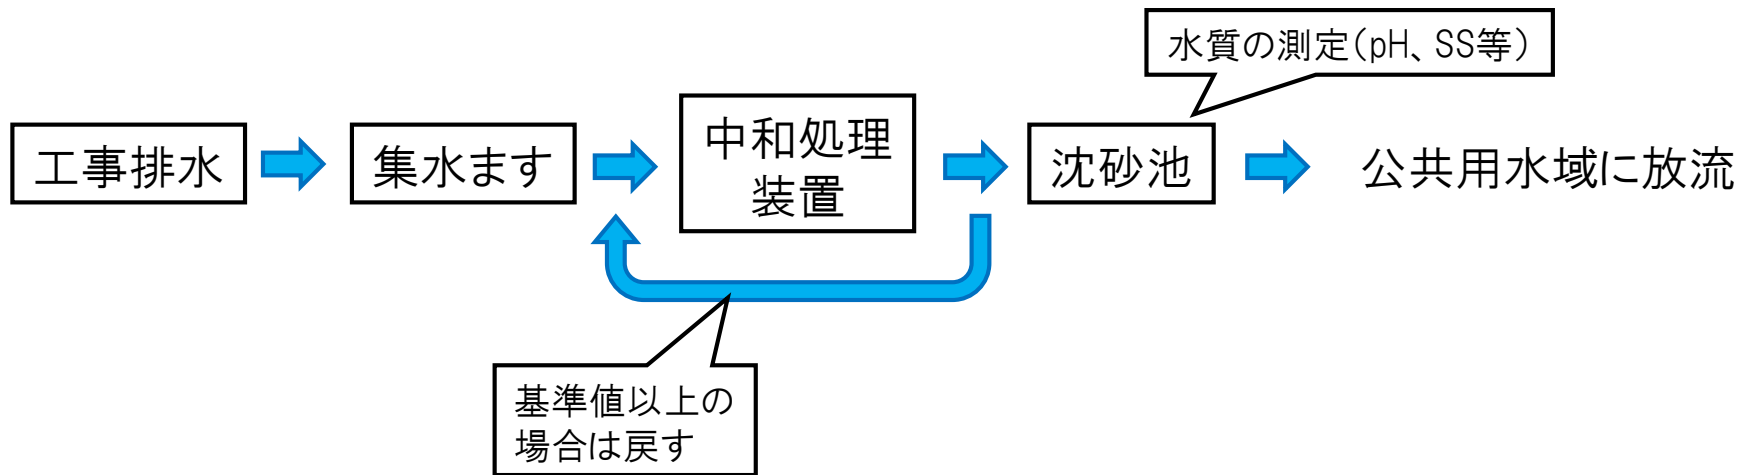 水質の測定(pH、SS等)
工事排水
集水ます
中和処理
装置
沈砂池
公共用水域に放流
基準値以上の
場合は戻す